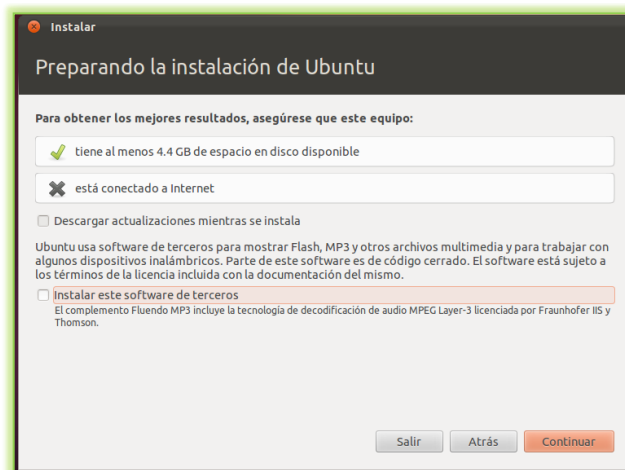 Instalar
Preparando la instalación de Ubuntu
Para obtener los mejores resultados, asegúrese que este equipo:
tiene al menos 4.4 GB de espacio en disco disponible
está conectado a Internet
Descargar actualizaciones mientras se instala
Ubuntu usa software de terceros para mostrar Flash, MP3 y otros archivos multimedia y para trabajar con
algunos dispositivos inalámbricos. Parte de este software es de código cerrado. El software está sujeto a
los términos de la licencia incluida con la documentación del mismo.
Instalar este software de terceros
El complemento Fluendo MP3 incluye la tecnología de decodificación de audio MPEG Layer-3 licenciada por Fraunhofer IIS y
Thomson.
Salir Atrás Continuar